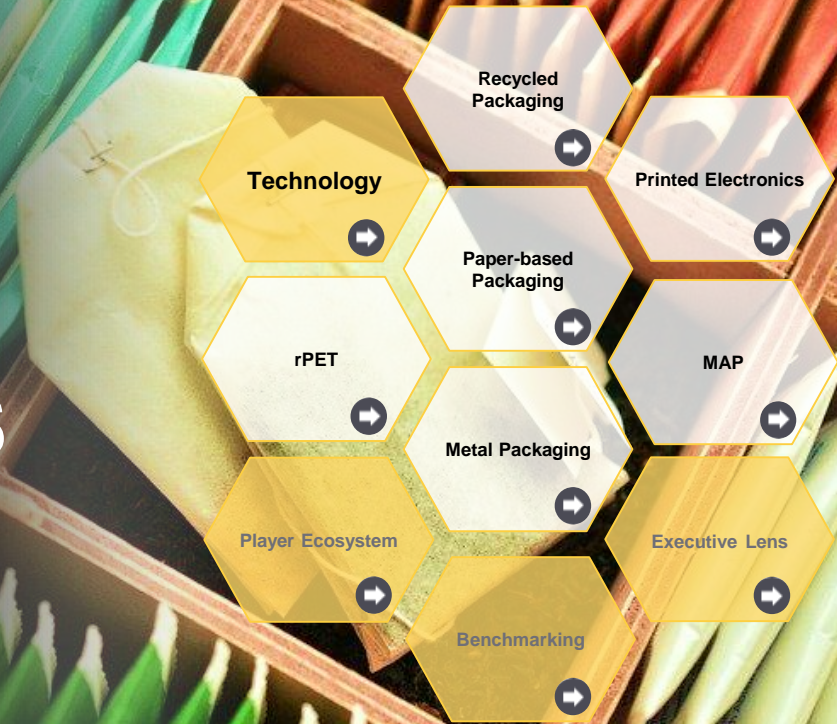 Recycled
Packaging
Technology
Printed Electronics
Paper-based
Packaging
rPET
MAP
Metal Packaging
Player Ecosystem
Executive Lens
Benchmarking